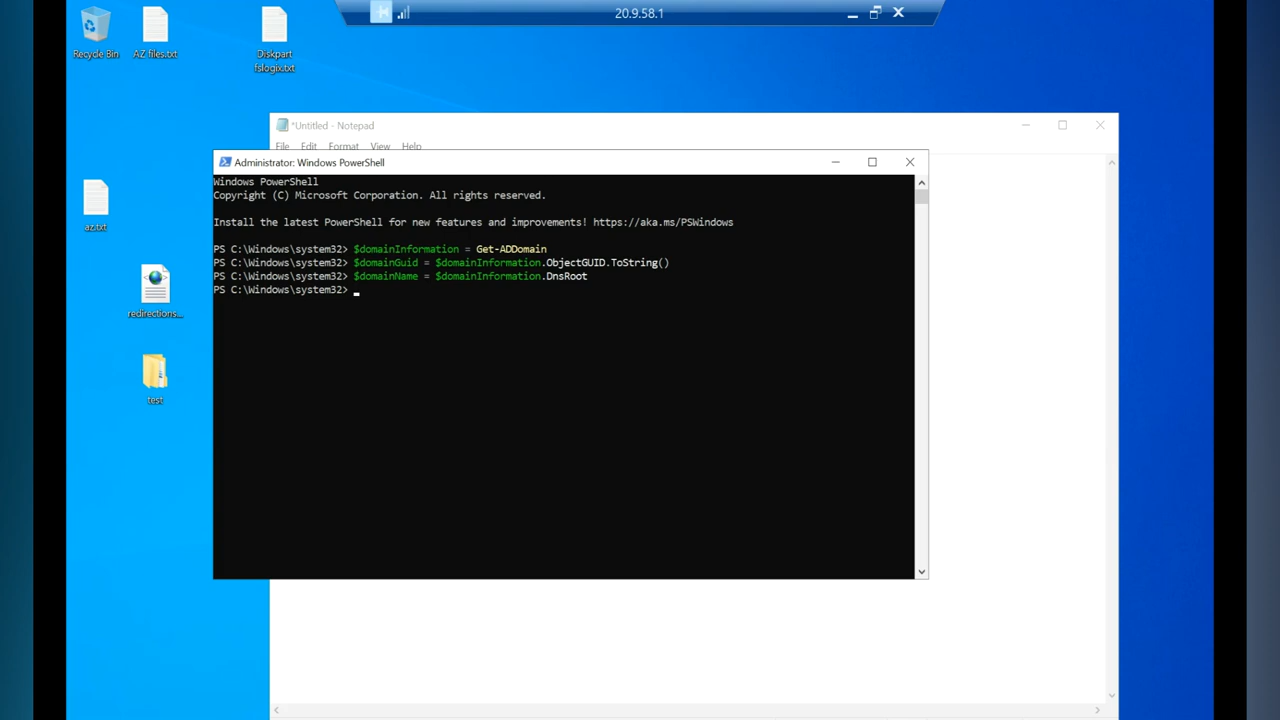 20.9.58.1
Recycle Bin
AZ files.txt
Diskpart
fslogix.txt
*Untitled - Notepad
File Edit Format View Help
Administrator: Windows PowerShell
Windows PowerShell
Copyright (C) Microsoft Corporation. All rights reserved.
Install the latest PowerShell for new features and improvements! https://aka.ms/PSWindows
PS C:\Windows\system32> $domainInformation = Get-ADDomain
PS C:\Windows\system32> $domainGuid = $domainInformation.ObjectGUID.ToString()
PS C:\Windows\system32> $domainName = $domainInformation.DnsRoot
PS C:\Windows\system32>
az.txt
redirections...
test